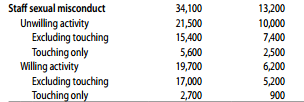 Staff sexual misconduct 34,100 13,200
Unwilling activity 21,500 10,000
Excluding touching 15,400 7,400
Touching only 5,600 2,500
Willing activity 19,700 6,200
Excluding touching 17,000 5,200
Touching only 2,700 900